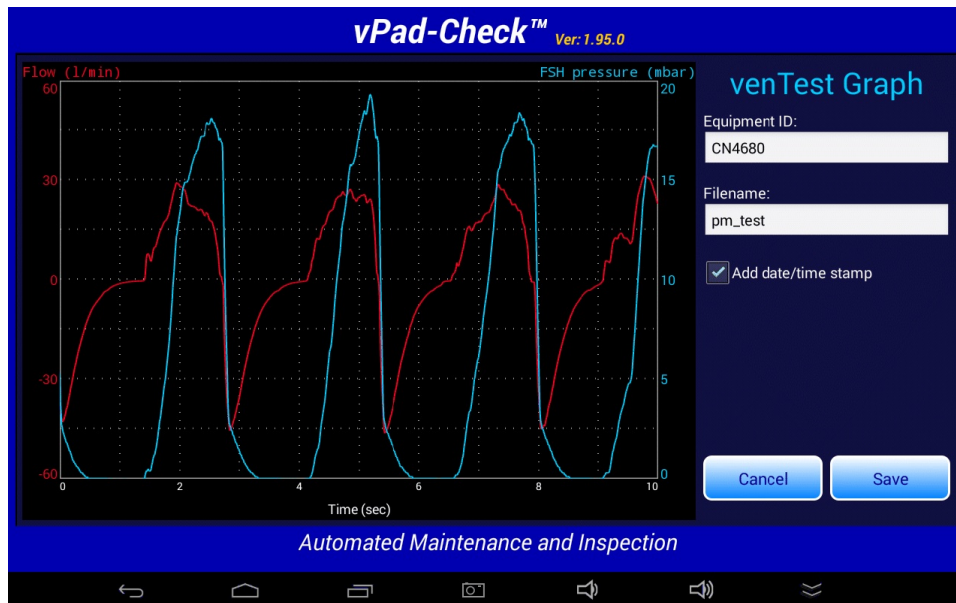 vPad-Check™ Ver: 1.95.0
Flow (l/min)
FSH pressure (mbar)
60
30
0
-30
-60
20
15
10
5
0
0 2 4 6 8 10
Time (sec)
venTest Graph
Equipment ID:
CN4680
Filename:
pm_test
Add date/time stamp
Cancel
Save
Automated Maintenance and Inspection